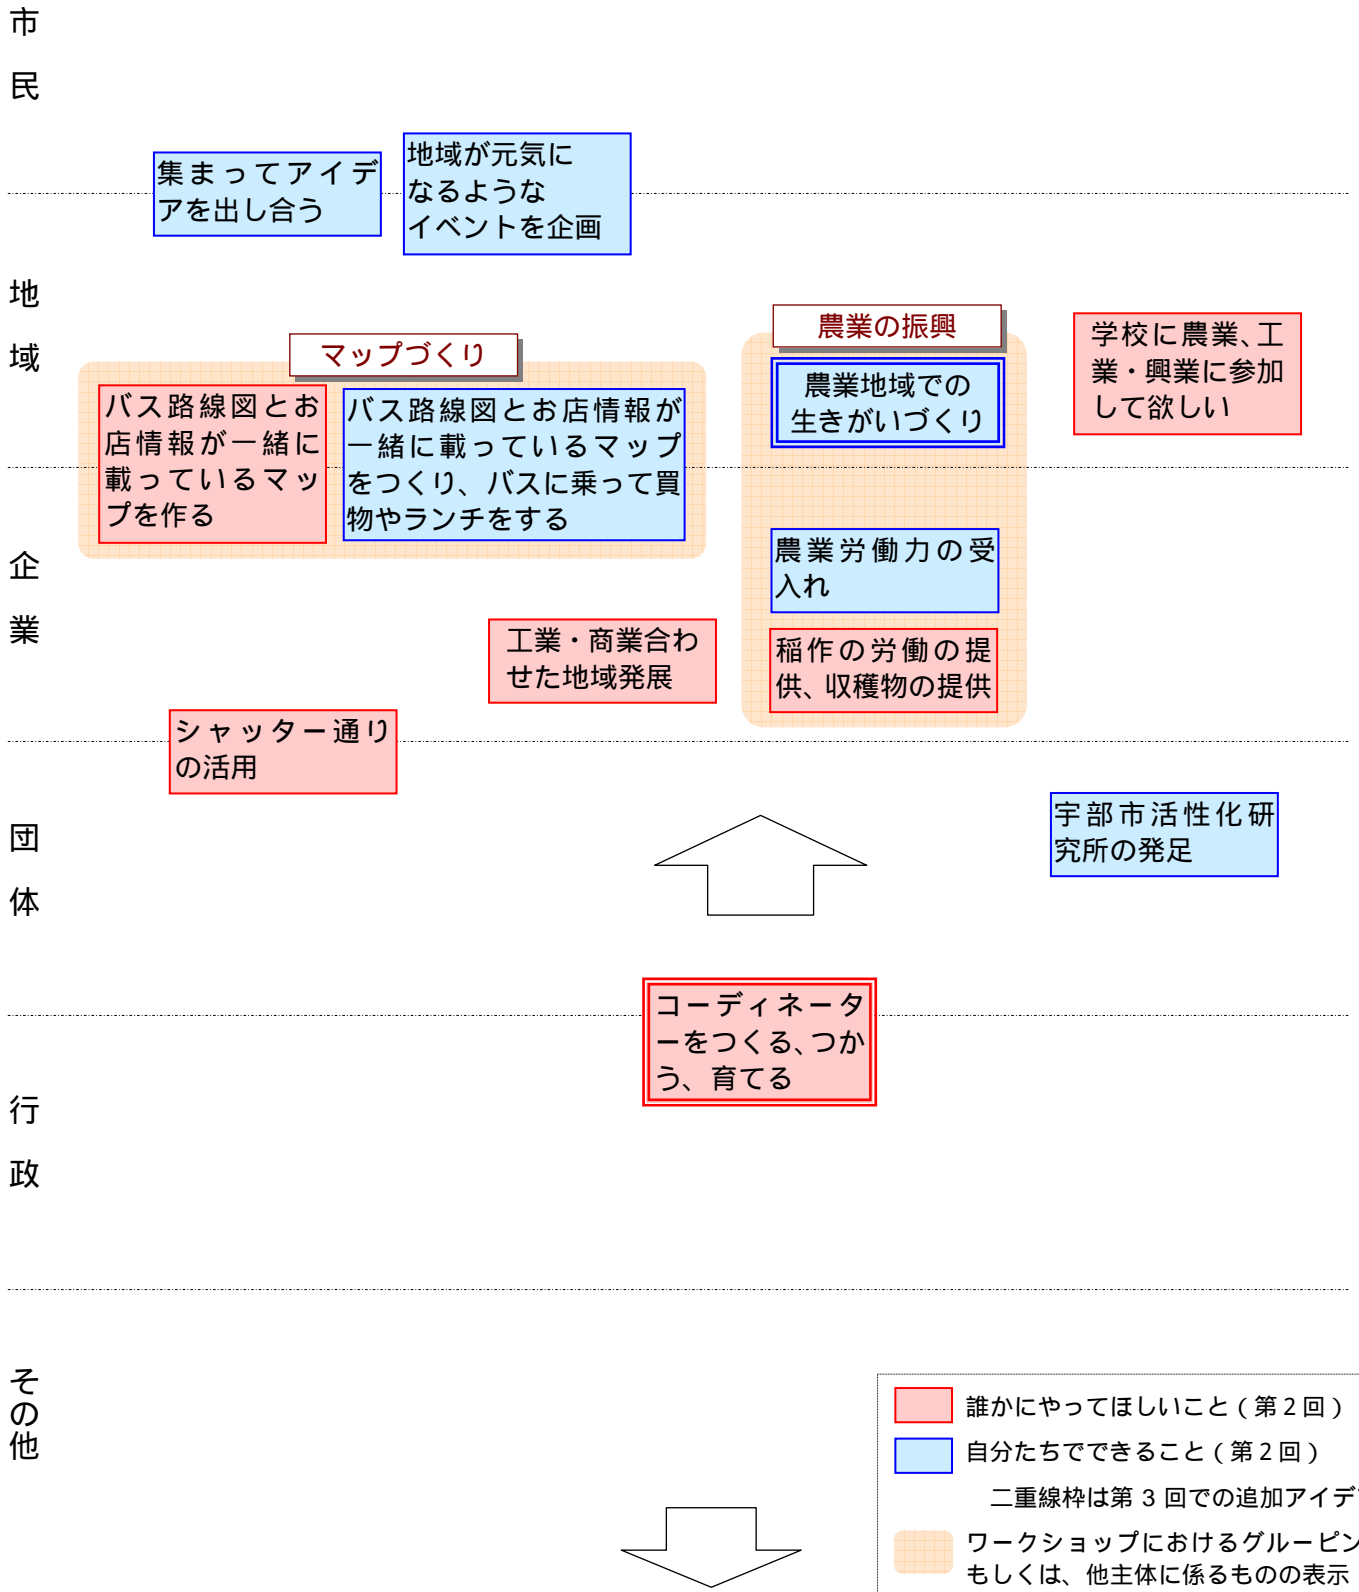 市民
集まってアイデ
アを出し合う
地域が元気に
なるような
イベントを企画
地域
マップづくり
バス路線図とお
店情報が一緒に
載っているマッ
プを作る
バス路線図とお店情報が
一緒に載っているマップ
をつくり、バスに乗って買
物やランチをする
農業の振興
農業地域での
生きがいづくり
学校に農業、工
業・興業に参加
して欲しい
企業
農業労働力の受
入れ
工業・商業合わ
せた地域発展
稲作の労働の提
供、収穫物の提供
シャッター通り
の活用
団体
宇部市活性化研
究所の発足
コーディネータ
ーをつくる、つか
う、育てる
行政
その他
誰かにやってほしいこと（第２回）
自分たちでできること（第２回）
二重線枠は第３回での追加アイデ
ワークショップにおけるグルーピン
もしくは、他主体に係るものの表示